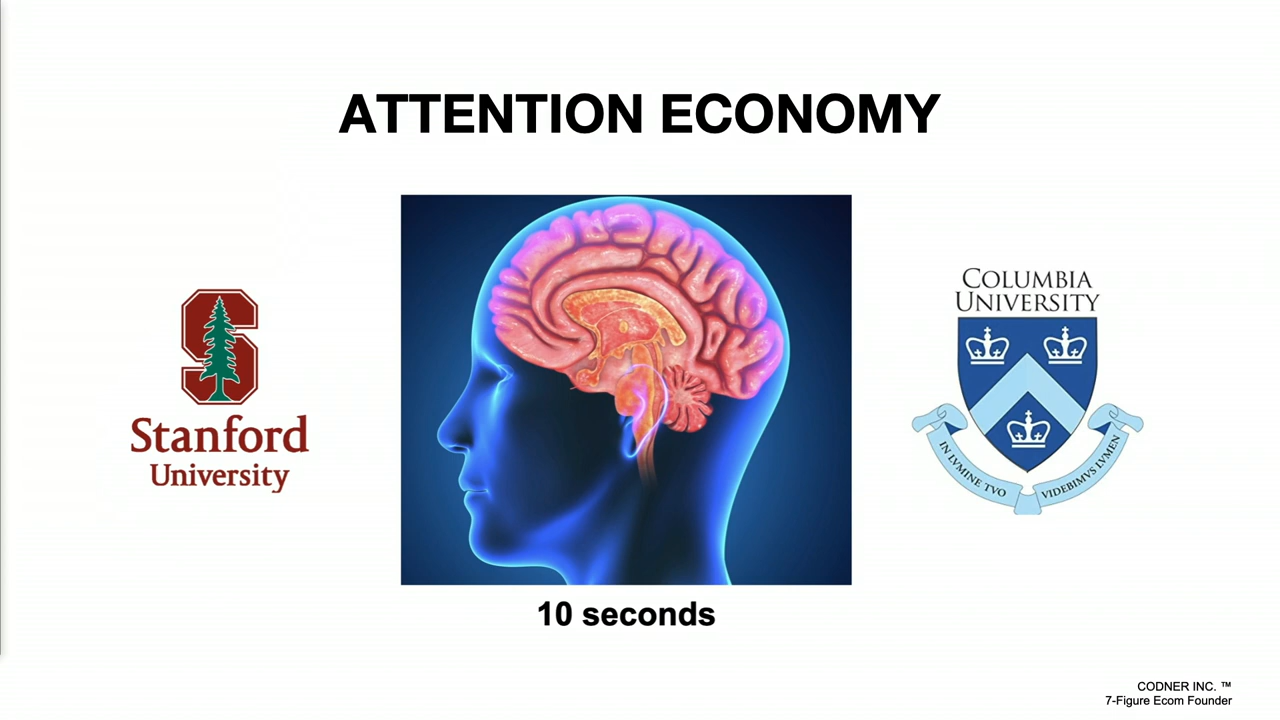 ATTENTION ECONOMY
Stanford
University
COLUMBIA
UNIVERSITY
IN LVMINE TVO
VIDEBIMVS LVMEN
10 seconds
CODNER INC. ™
7-Figure Ecom Founder